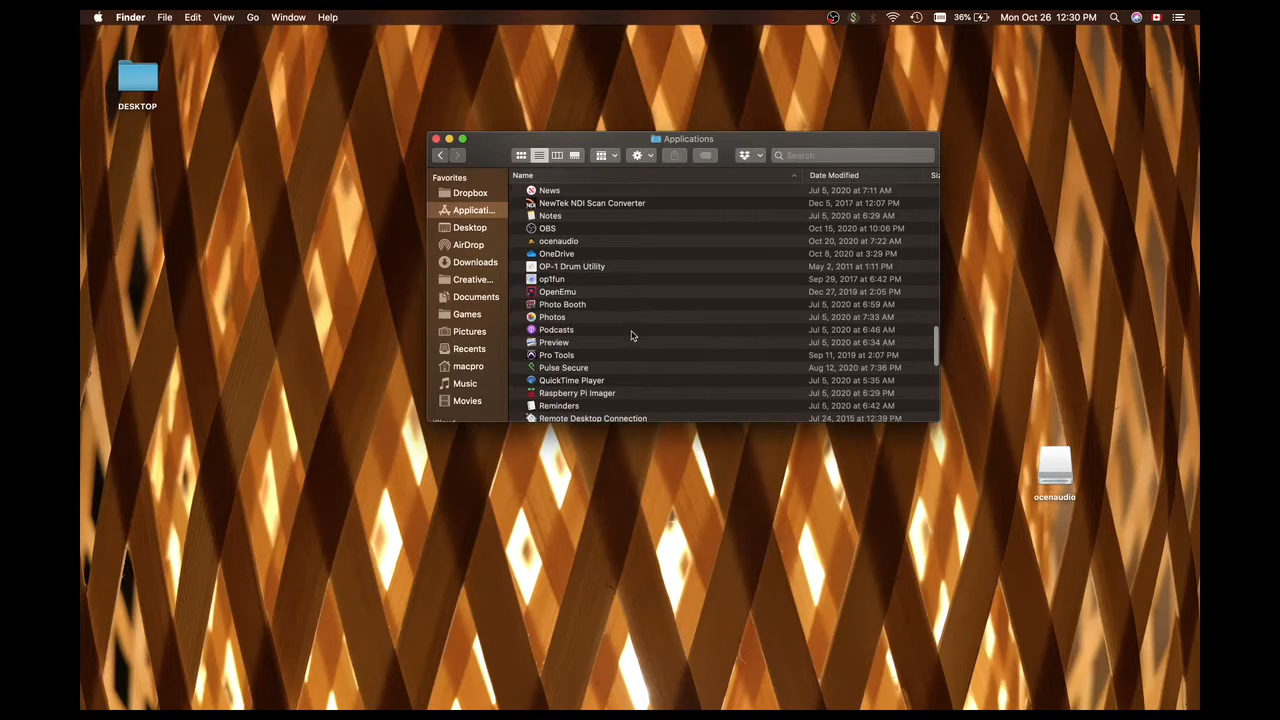 Finder File Edit View Go Window Help 36% Mon Oct 26 12:30 PM
DESKTOP
Applications
Search
Favorites
Dropbox
Applicati...
Desktop
AirDrop
Downloads
Creative...
Documents
Games
Pictures
Recents
macpro
Music
Movies
Name Date Modified Siz
News Jul 5, 2020 at 7:11 AM
NewTek NDI Scan Converter Dec 5, 2017 at 12:07 PM
Notes Jul 5, 2020 at 6:29 AM
OBS Oct 15, 2020 at 10:06 PM
ocenaudio Oct 20, 2020 at 7:22 AM
OneDrive Oct 8, 2020 at 3:29 PM
OP-1 Drum Utility May 2, 2011 at 1:11 PM
op1fun Sep 29, 2017 at 6:42 PM
OpenEmu Dec 27, 2019 at 2:05 PM
Photo Booth Jul 5, 2020 at 6:59 AM
Photos Jul 5, 2020 at 7:33 AM
Podcasts Jul 5, 2020 at 6:46 AM
Preview Jul 5, 2020 at 6:34 AM
Pro Tools Sep 11, 2019 at 2:07 PM
Pulse Secure Aug 12, 2020 at 7:36 PM
QuickTime Player Jul 5, 2020 at 5:35 AM
Raspberry Pi Imager Jul 5, 2020 at 6:29 PM
Reminders Jul 5, 2020 at 6:42 AM
Remote Desktop Connection Jul 24, 2015 at 12:39 PM
ocenaudio